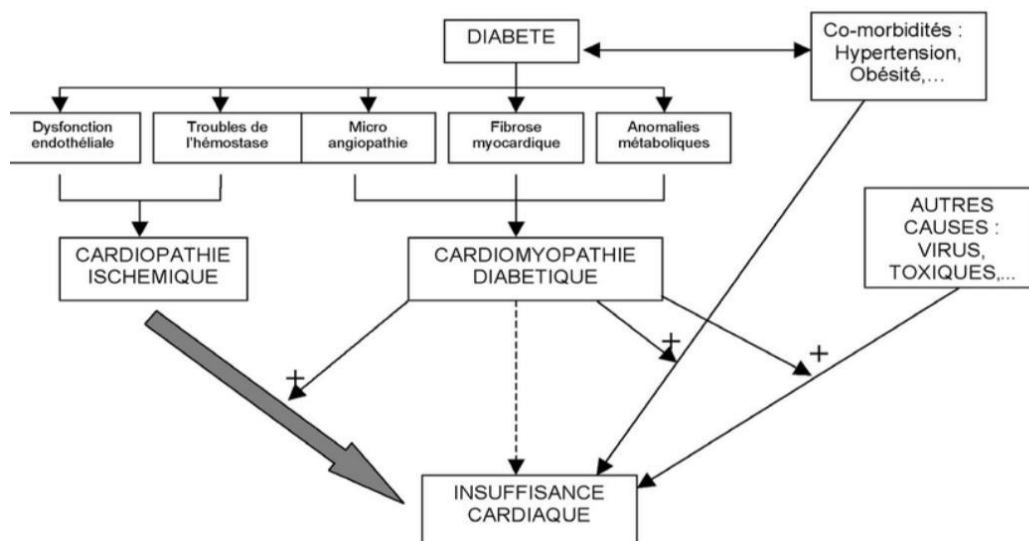 DIABETE
Co-morbidités :
Hypertension,
Obésité,...
Dysfonction
endothéliale
Troubles de
l'hémostase
Micro
angiopathie
Fibrose
myocardique
Anomalies
métaboliques
AUTRES
CAUSES :
VIRUS,
TOXIQUES,...
CARDIOPATHIE
ISCHEMIQUE
CARDIOMYOPATHIE
DIABETIQUE
+
+
+
INSUFFISANCE
CARDIAQUE